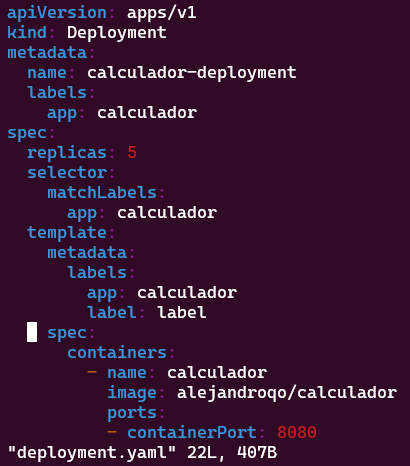 apiVersion: apps/v1
kind: Deployment
metadata:
  name: calculador-deployment
  labels:
    app: calculador
spec:
  replicas: 5
  selector:
    matchLabels:
      app: calculador
  template:
    metadata:
      labels:
        app: calculador
        label: label
    spec:
      containers:
        - name: calculador
          image: alejandroqo/calculador
          ports:
          - containerPort: 8080
"deployment.yaml" 22L, 407B